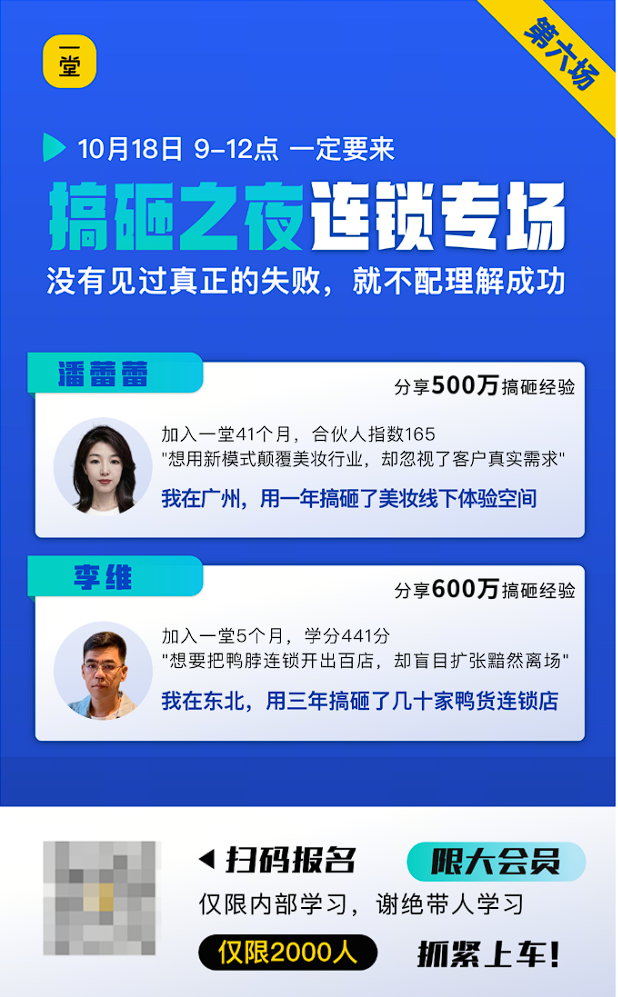 一
堂
第六场
10月18日 9-12点 一定要来
搞砸之夜连锁专场
没有见过真正的失败，就不配理解成功
潘蕾蕾
分享500万搞砸经验
加入一堂41个月，合伙人指数165
"想用新模式颠覆美妆行业，却忽视了客户真实需求"
我在广州，用一年搞砸了美妆线下体验空间
李维
分享600万搞砸经验
加入一堂5个月，学分441分
"想要把鸭脖连锁开出百店，却盲目扩张黯然离场"
我在东北，用三年搞砸了几十家鸭货连锁店
扫码报名
限大会员
仅限内部学习，谢绝带人学习
仅限2000人
抓紧上车！